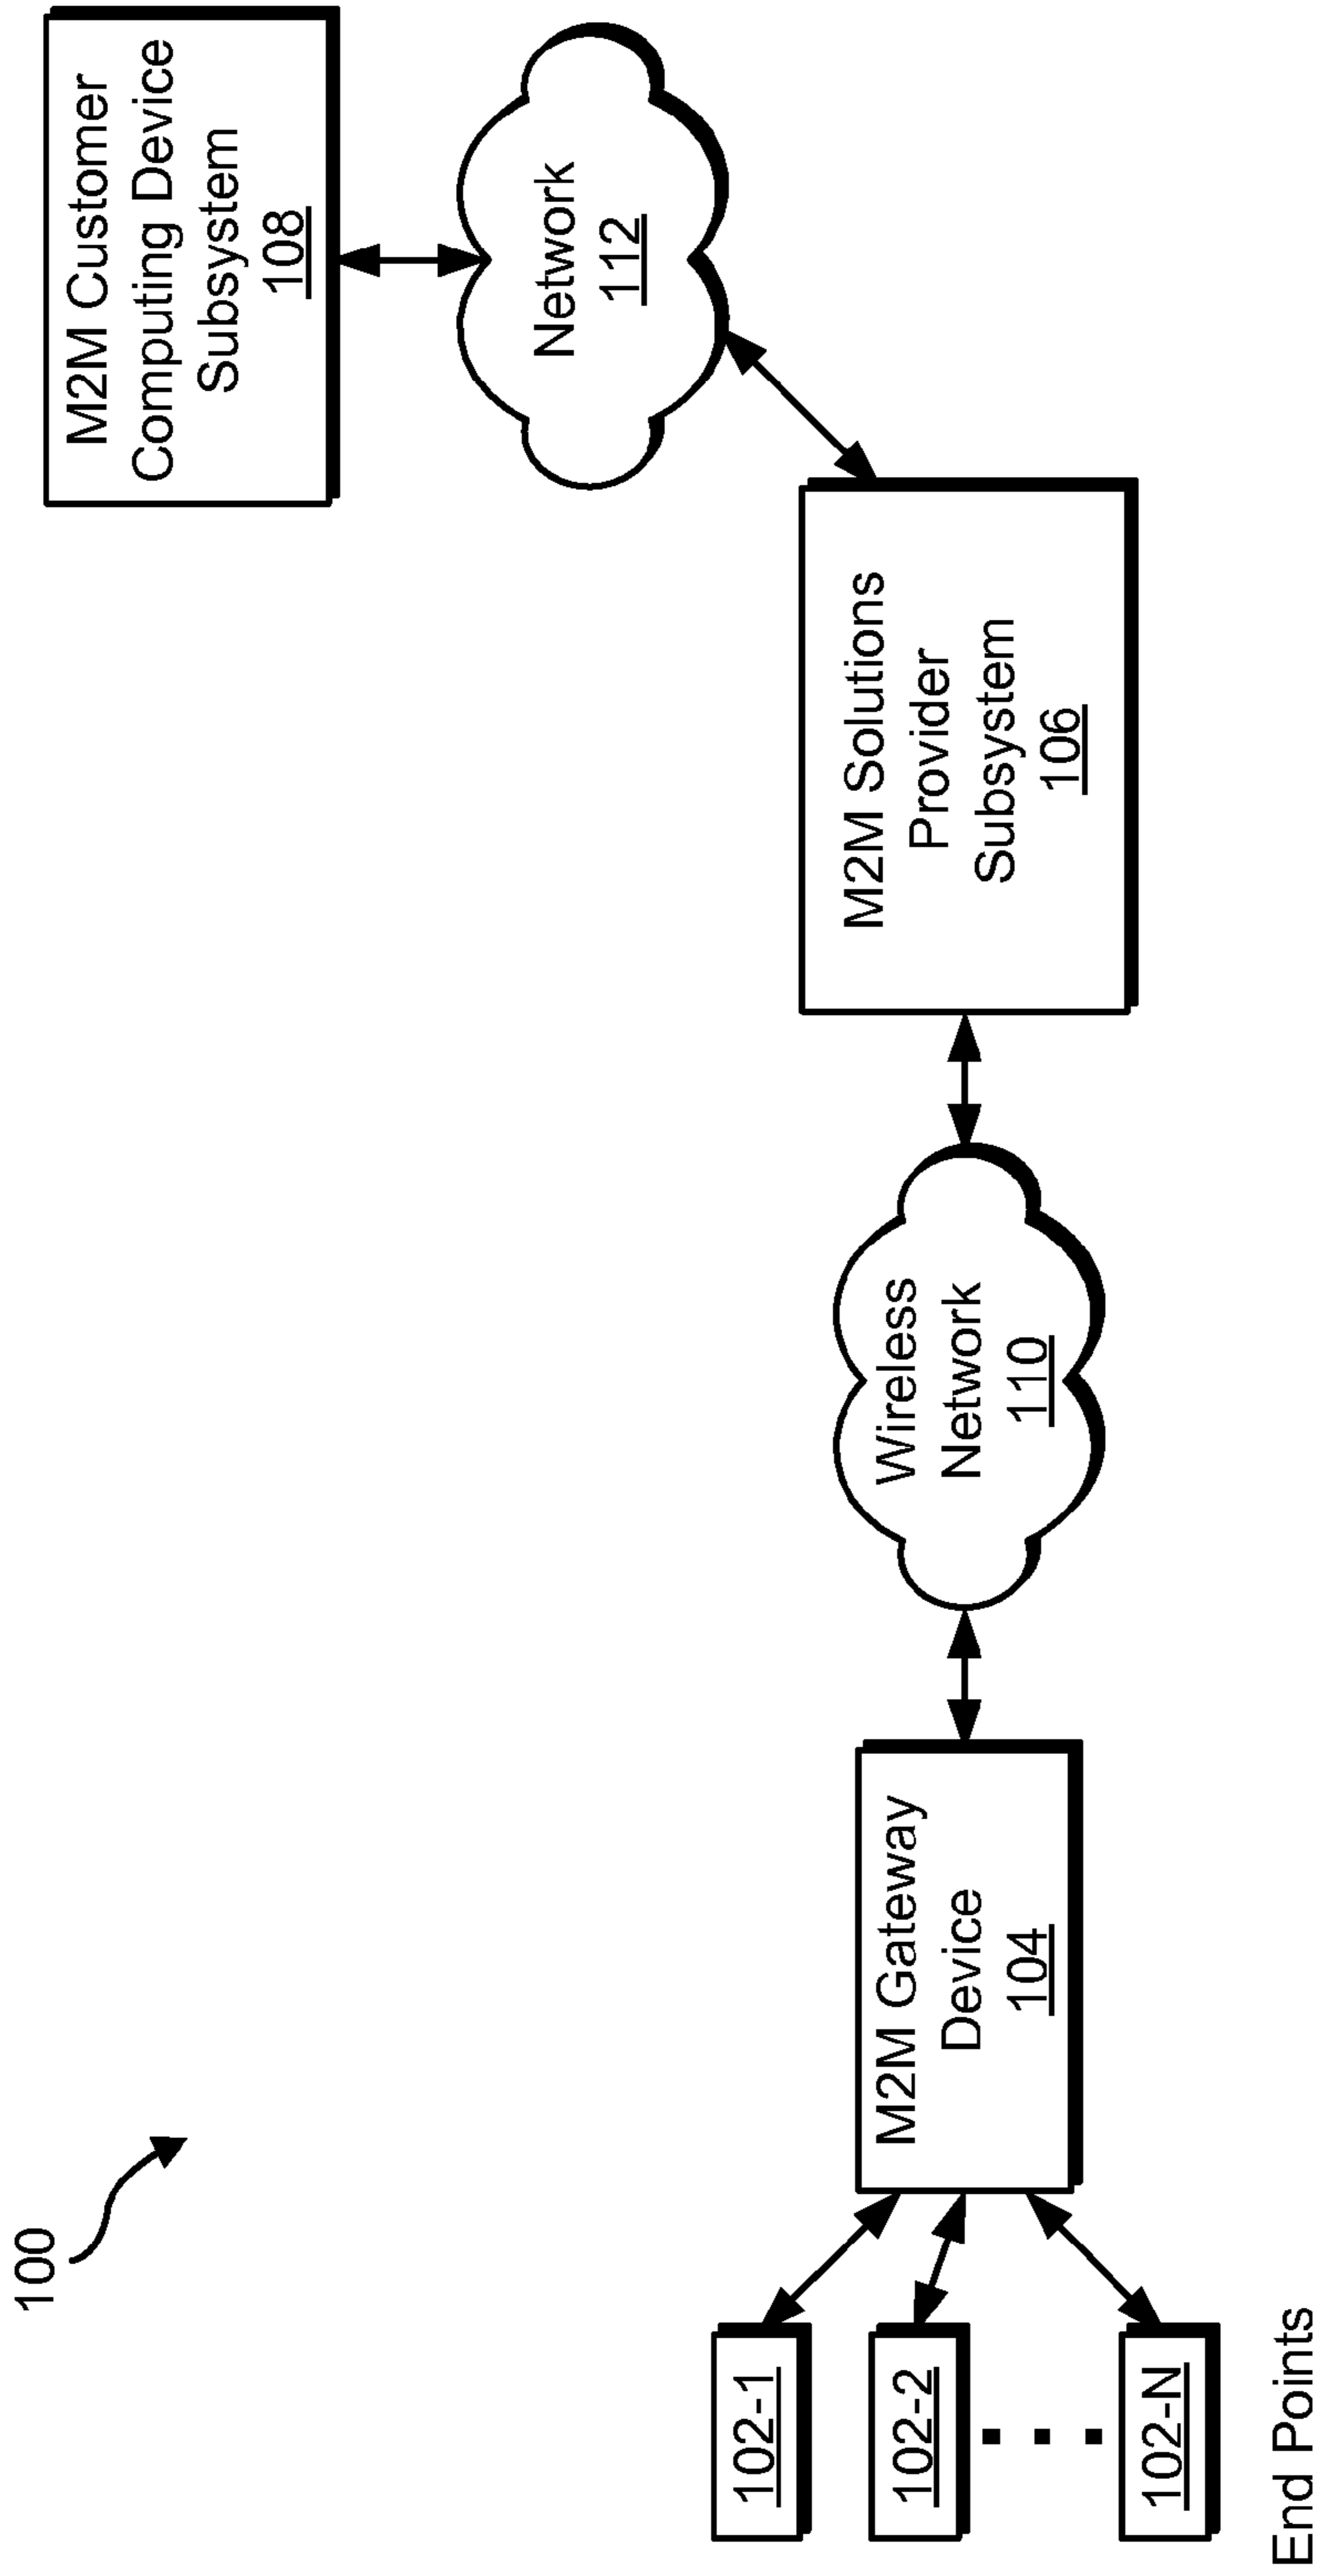 100
M2M Customer
Computing Device
Subsystem
108
Network
112
102-1
102-2
102-N
End Points
M2M Gateway
Device
104
Wireless
Network
110
M2M Solutions
Provider
Subsystem
106